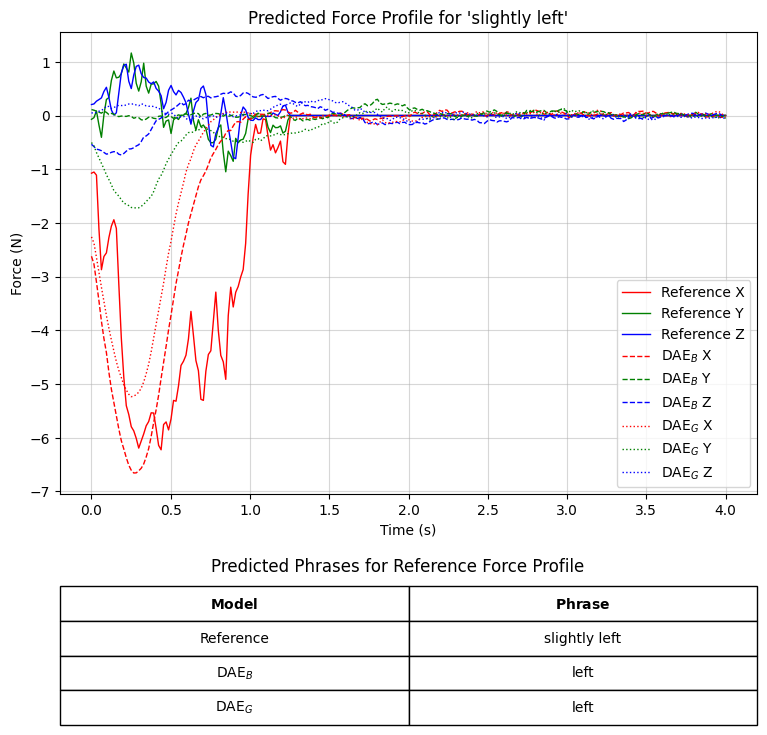 Predicted Force Profile for 'slightly left'
1
0
−1
−2
−3
−4
−5
−6
−7
Force (N)
Reference X
Reference Y
Reference Z
DAE_B X
DAE_B Y
DAE_B Z
DAE_G X
DAE_G Y
DAE_G Z
0.0 0.5 1.0 1.5 2.0 2.5 3.0 3.5 4.0
Time (s)
Predicted Phrases for Reference Force Profile
Model Phrase
Reference slightly left
DAE_B left
DAE_G left